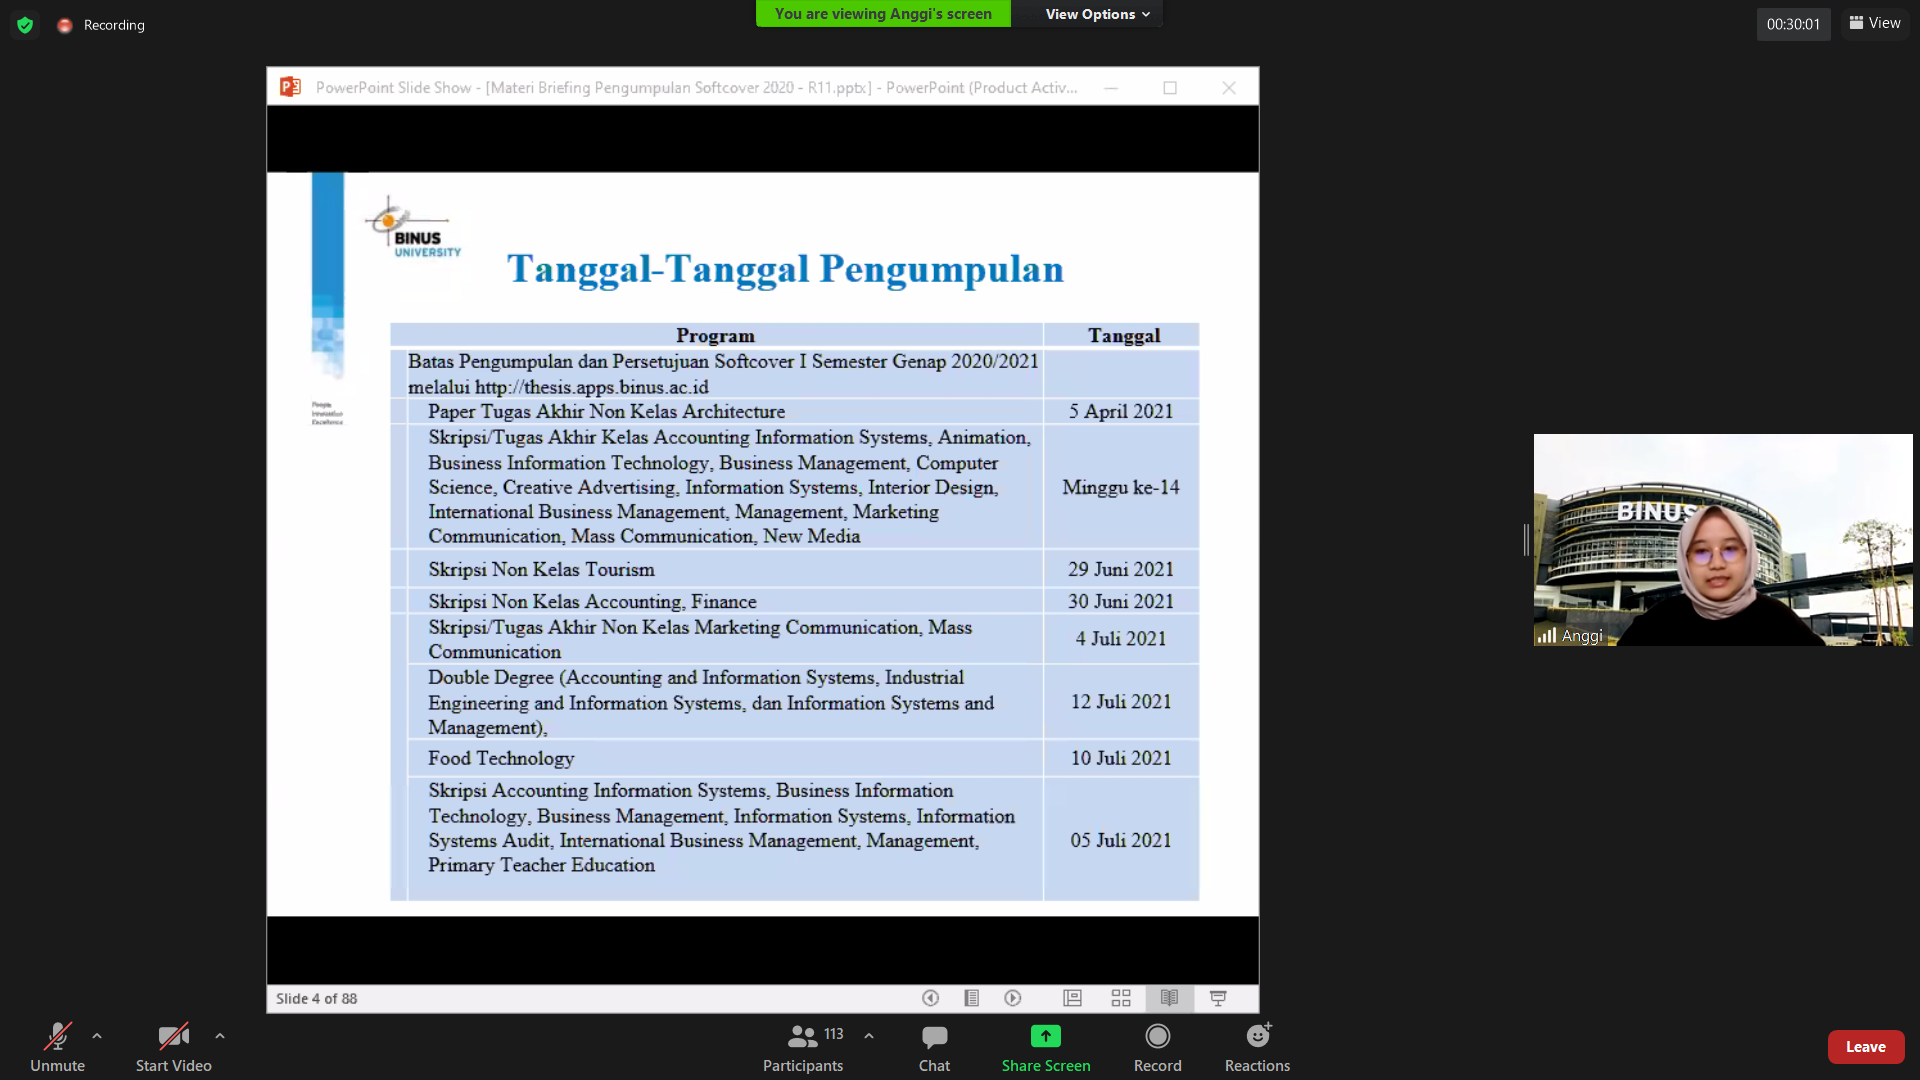 Recording
You are viewing Anggi's screen
View Options
00:30:01
View
PowerPoint Slide Show - [Materi Briefing Pengumpulan Softcover 2020 - R11.pptx] - PowerPoint (Product Activ...
BINUS
UNIVERSITY
Tanggal-Tanggal Pengumpulan
People
Innovation
Excellence
Program Tanggal
Batas Pengumpulan dan Persetujuan Softcover I Semester Genap 2020/2021
melalui http://thesis.apps.binus.ac.id
Paper Tugas Akhir Non Kelas Architecture 5 April 2021
Skripsi/Tugas Akhir Kelas Accounting Information Systems, Animation,
Business Information Technology, Business Management, Computer
Science, Creative Advertising, Information Systems, Interior Design,
International Business Management, Management, Marketing
Communication, Mass Communication, New Media
Minggu ke-14
Skripsi Non Kelas Tourism 29 Juni 2021
Skripsi Non Kelas Accounting, Finance 30 Juni 2021
Skripsi/Tugas Akhir Non Kelas Marketing Communication, Mass
Communication
4 Juli 2021
Double Degree (Accounting and Information Systems, Industrial
Engineering and Information Systems, dan Information Systems and
Management),
12 Juli 2021
Food Technology 10 Juli 2021
Skripsi Accounting Information Systems, Business Information
Technology, Business Management, Information Systems, Information
Systems Audit, International Business Management, Management,
Primary Teacher Education
05 Juli 2021
Slide 4 of 88
BINUS
Anggi
Unmute
Start Video
Participants
113
Chat
Share Screen
Record
Reactions
Leave